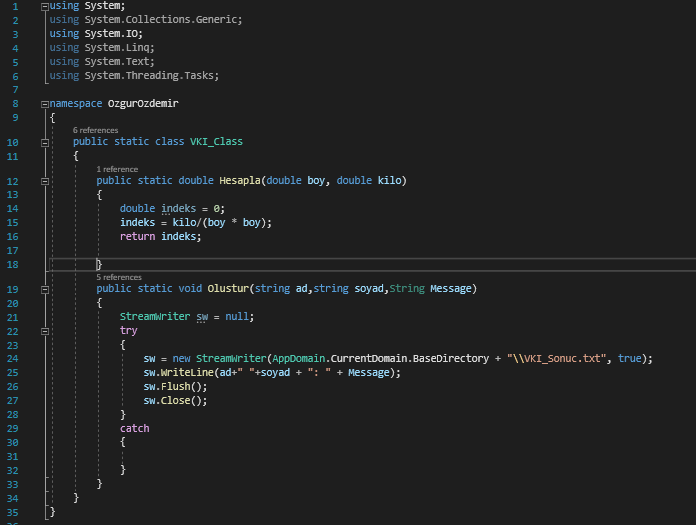 1 using System;
2 using System.Collections.Generic;
3 using System.IO;
4 using System.Linq;
5 using System.Text;
6 using System.Threading.Tasks;
7
8 namespace OzgurOzdemir
9 {
6 references
10 public static class VKI_Class
11 {
1 reference
12 public static double Hesapla(double boy, double kilo)
13 {
14 double indeks = 0;
15 indeks = kilo/(boy * boy);
16 return indeks;
17
18 }
5 references
19 public static void Olustur(string ad,string soyad,String Message)
20 {
21 StreamWriter sw = null;
22 try
23 {
24 sw = new StreamWriter(AppDomain.CurrentDomain.BaseDirectory + "\\VKI_Sonuc.txt", true);
25 sw.WriteLine(ad+" "+soyad + ": " + Message);
26 sw.Flush();
27 sw.Close();
28 }
29 catch
30 {
31
32 }
33 }
34 }
35 }